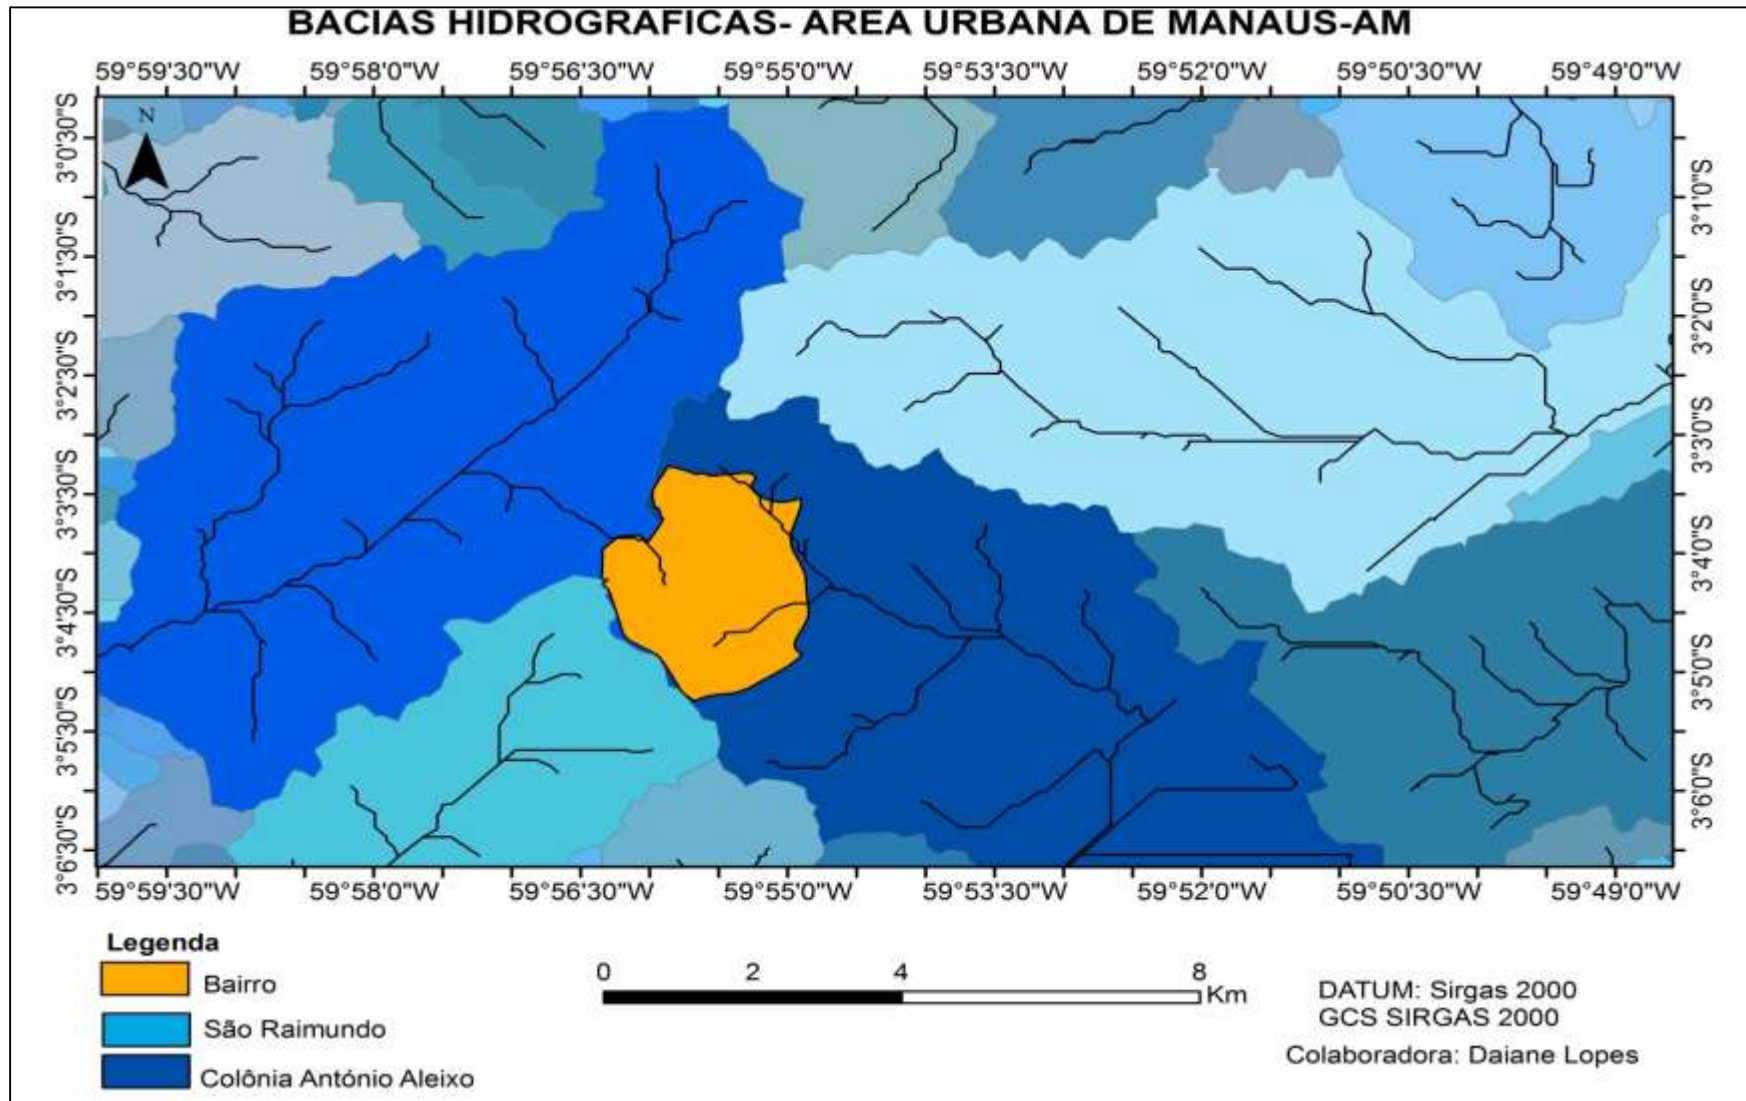 BACIAS HIDROGRAFICAS- AREA URBANA DE MANAUS-AM
59°59'30"W 59°58'0"W 59°56'30"W 59°55'0"W 59°53'30"W 59°52'0"W 59°50'30"W 59°49'0"W
N
3°0'30"S
3°1'30"S
3°2'30"S
3°3'30"S
3°4'30"S
3°5'30"S
3°6'30"S
3°1'0"S
3°2'0"S
3°3'0"S
3°4'0"S
3°5'0"S
3°6'0"S
59°59'30"W 59°58'0"W 59°56'30"W 59°55'0"W 59°53'30"W 59°52'0"W 59°50'30"W 59°49'0"W
Legenda
Bairro
São Raimundo
Colônia António Aleixo
0 2 4 8
Km
DATUM: Sirgas 2000
GCS SIRGAS 2000
Colaboradora: Daiane Lopes